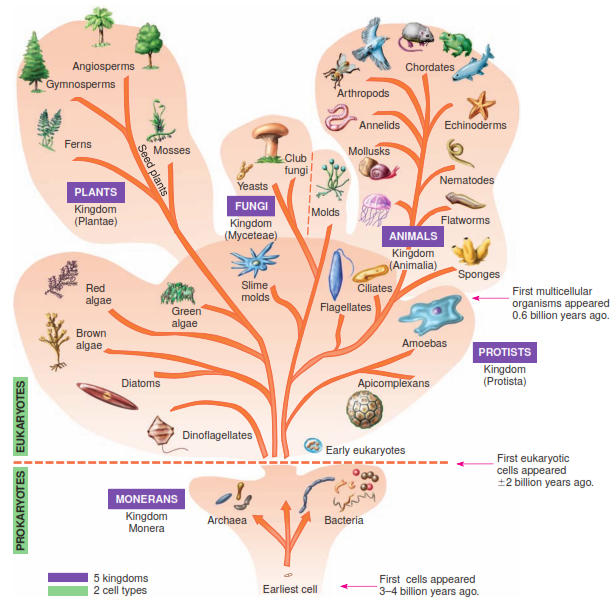 Angiosperms
Gymnosperms
Ferns
Mosses
Seed plants
PLANTS
Kingdom
(Plantae)
Yeasts
Club
fungi
FUNGI
Kingdom
(Myceteae)
Molds
Chordates
Arthropods
Annelids
Echinoderms
Mollusks
Nematodes
Flatworms
ANIMALS
Kingdom
(Animalia)
Sponges
Red
algae
Green
algae
Brown
algae
Diatoms
Dinoflagellates
Slime
molds
Flagellates
Ciliates
Amoebas
Apicomplexans
Early eukaryotes
First multicellular
organisms appeared
0.6 billion years ago.
PROTISTS
Kingdom
(Protista)
EUKARYOTES
PROKARYOTES
First eukaryotic
cells appeared
±2 billion years ago.
MONERANS
Kingdom
Monera
Archaea
Bacteria
Earliest cell
First cells appeared
3–4 billion years ago.
5 kingdoms
2 cell types